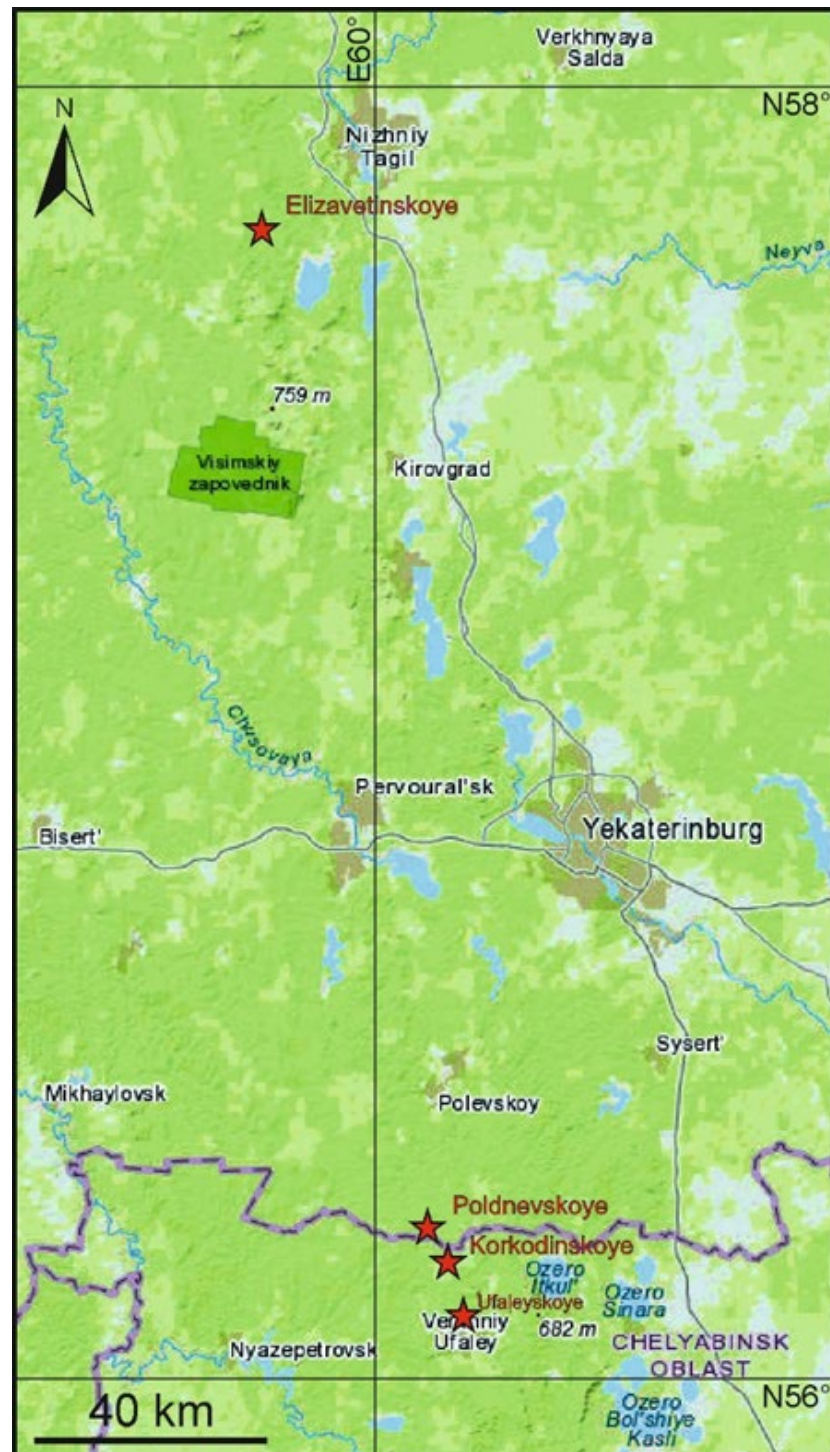 Verkhnyaya
Salda
E60°
N58°
N
Nizhniy
Tagil
Elizavetinskoye
Neyva
759 m
Visimskiy
zapovednik
Kirovgrad
Chusovaya
Pervoural'sk
Bisert'
Yekaterinburg
Sysert'
Mikhaylovsk
Polevskoy
Poldnevskoye
Korkodinskoye
Ozero
Itkul'
Ozero
Sinara
Ufaleyskoye
Verkhniy
Ufaley
682 m
Nyazepetrovsk
CHELYABINSK
OBLAST
40 km
N56°
Ozero
Bol'shiye
Kasli